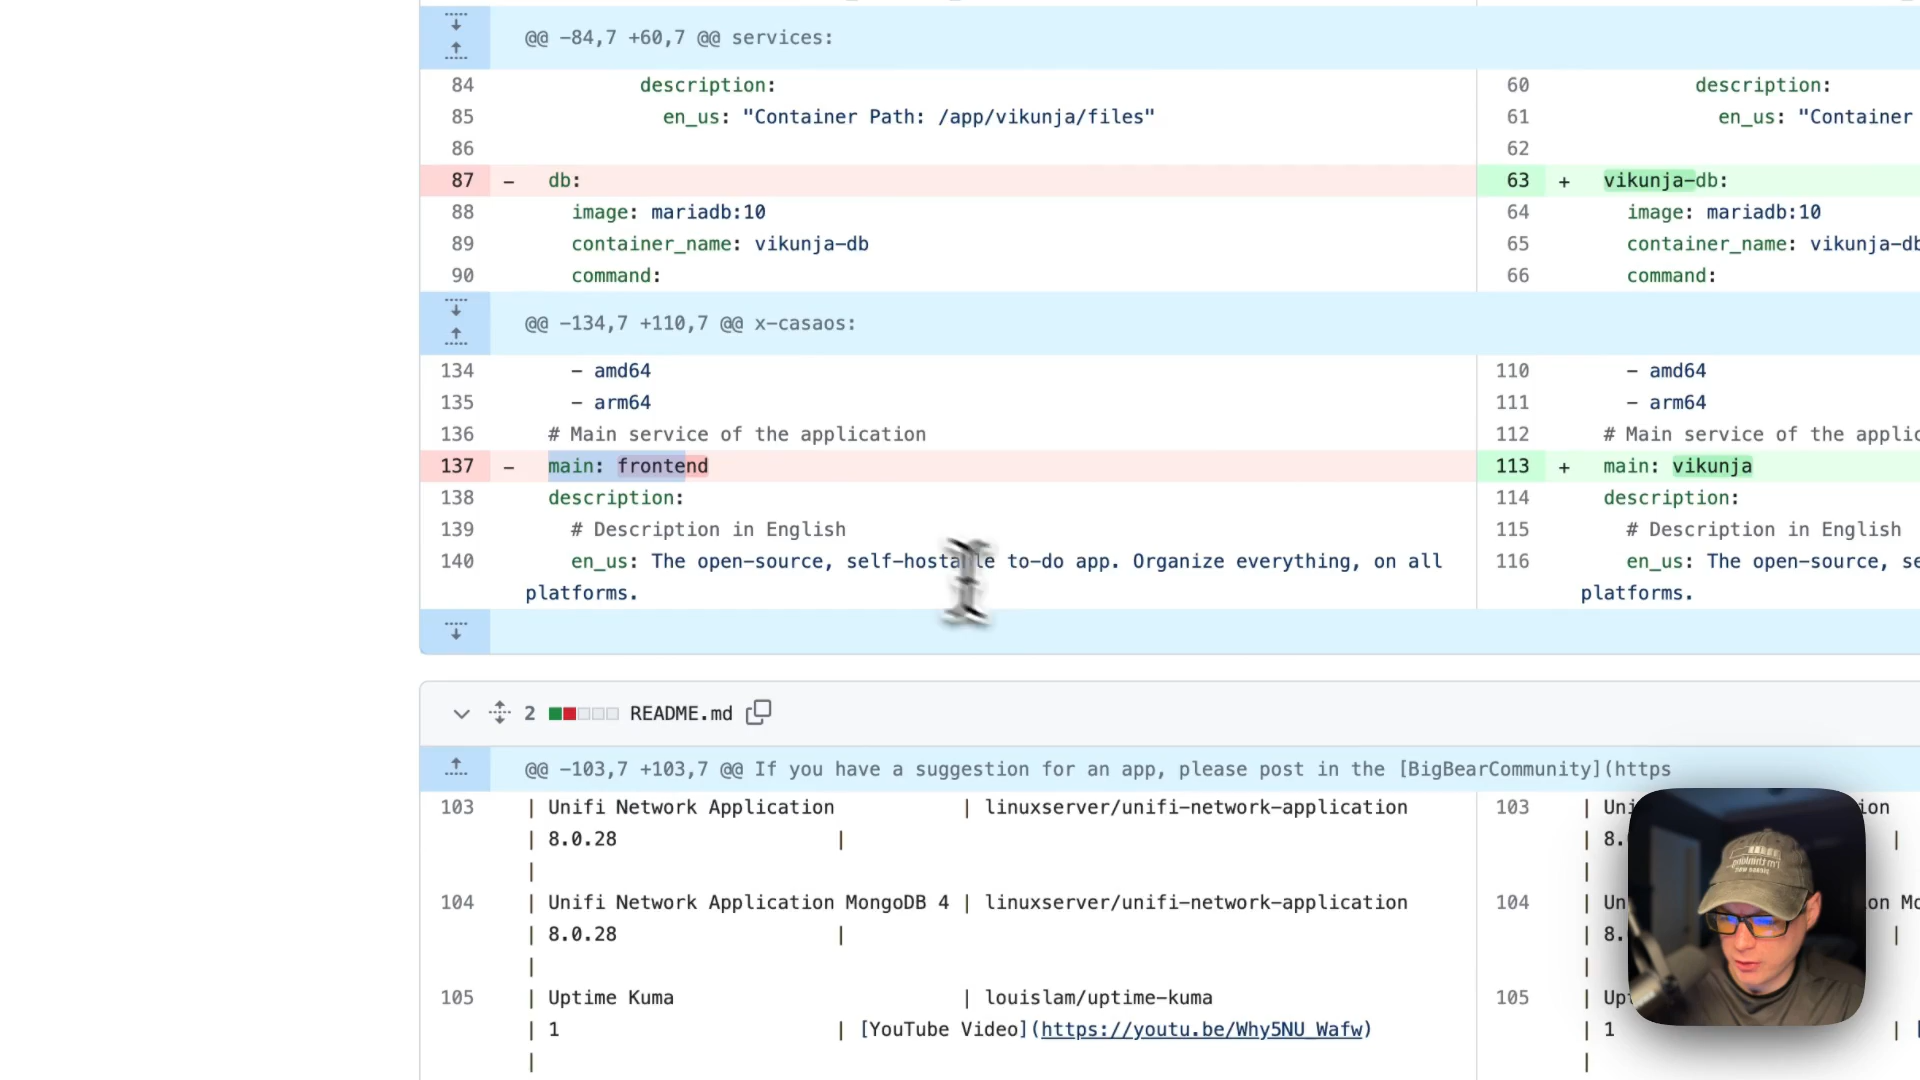 @@ -84,7 +60,7 @@ services:
84 description: 60 description:
85 en_us: "Container Path: /app/vikunja/files" 61 en_us: "Container
86 62
87 - db: 63 + vikunja-db:
88 image: mariadb:10 64 image: mariadb:10
89 container_name: vikunja-db 65 container_name: vikunja-db
90 command: 66 command:
@@ -134,7 +110,7 @@ x-casaos:
134 - amd64 110 - amd64
135 - arm64 111 - arm64
136 # Main service of the application 112 # Main service of the applic
137 - main: frontend 113 + main: vikunja
138 description: 114 description:
139 # Description in English 115 # Description in English
140 en_us: The open-source, self-hostable to-do app. Organize everything, on all 116 en_us: The open-source, se
platforms. platforms.
2 README.md
@@ -103,7 +103,7 @@ If you have a suggestion for an app, please post in the [BigBearCommunity](https
103 | Unifi Network Application | linuxserver/unifi-network-application 103 | Uni ion
| 8.0.28 | | 8. |
| |
104 | Unifi Network Application MongoDB 4 | linuxserver/unifi-network-application 104 | Un on Mo
| 8.0.28 | | 8. |
| |
105 | Uptime Kuma | louislam/uptime-kuma 105 | Up
| 1 | [YouTube Video](https://youtu.be/Why5NU_Wafw) | 1 | [
| |